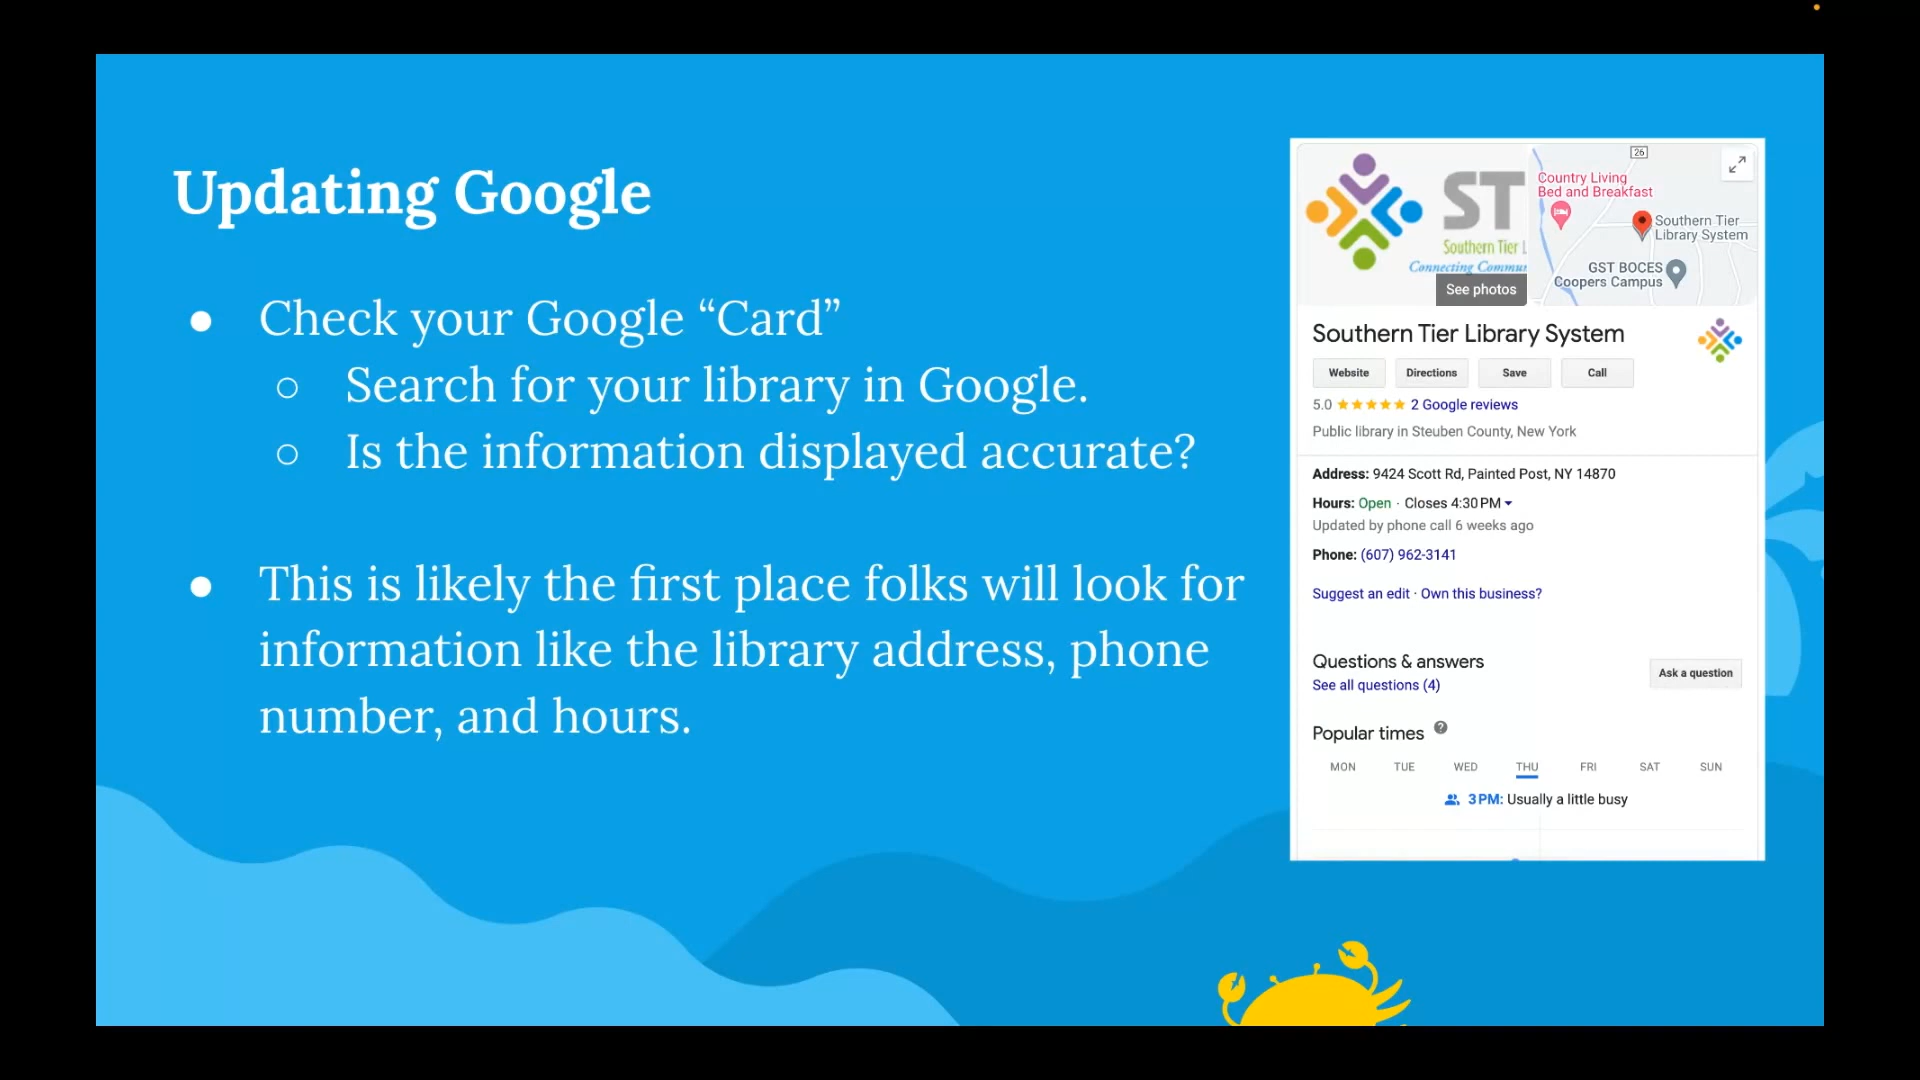 Updating Google
● Check your Google “Card”
○ Search for your library in Google.
○ Is the information displayed accurate?
● This is likely the first place folks will look for
information like the library address, phone
number, and hours.
ST
Southern Tier L
Connecting Commun
See photos
26
Country Living
Bed and Breakfast
Southern Tier
Library System
GST BOCES
Coopers Campus
Southern Tier Library System
Website Directions Save Call
5.0 ★★★★★ 2 Google reviews
Public library in Steuben County, New York
Address: 9424 Scott Rd, Painted Post, NY 14870
Hours: Open · Closes 4:30 PM
Updated by phone call 6 weeks ago
Phone: (607) 962-3141
Suggest an edit · Own this business?
Questions & answers
See all questions (4)
Ask a question
Popular times ?
MON TUE WED THU FRI SAT SUN
3 PM: Usually a little busy